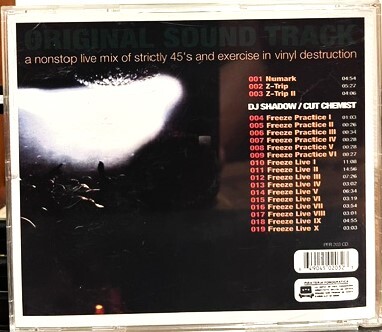 ORIGINAL SOUND TRACK
a nonstop live mix of strictly 45's and exercise in vinyl destruction
001 Numark 04:54
002 Z-Trip 05:27
003 Z-Trip II 04:06
DJ SHADOW / CUT CHEMIST
004 Freeze Practice I 01:03
005 Freeze Practice II 00:26
006 Freeze Practice III 00:34
007 Freeze Practice IV 00:28
008 Freeze Practice V 00:28
009 Freeze Practice VI 00:27
010 Freeze Live I 11:08
011 Freeze Live II 14:56
012 Freeze Live III 07:26
013 Freeze Live IV 03:02
014 Freeze Live V 06:34
015 Freeze Live VI 03:19
016 Freeze Live VII 03:54
017 Freeze Live VIII 03:01
018 Freeze Live IX 04:55
019 Freeze Live X 03:03